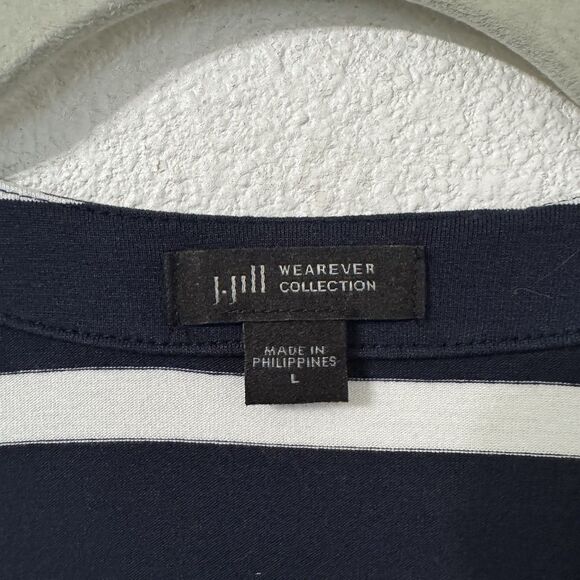 J.Jill WEAREVER
COLLECTION
MADE IN
PHILIPPINES
L